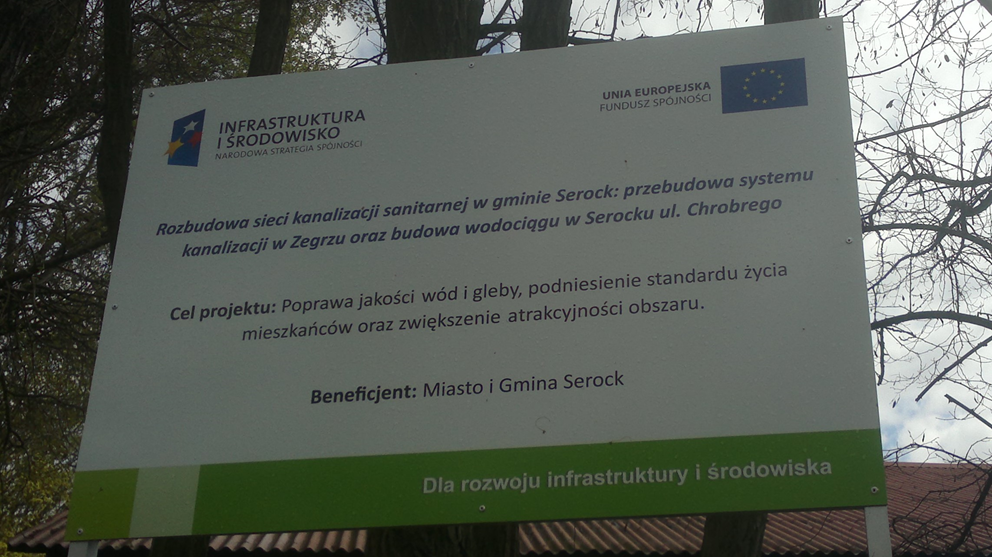 INFRASTRUKTURA
I ŚRODOWISKO
NARODOWA STRATEGIA SPÓJNOŚCI
UNIA EUROPEJSKA
FUNDUSZ SPÓJNOŚCI
Rozbudowa sieci kanalizacji sanitarnej w gminie Serock: przebudowa systemu
kanalizacji w Zegrzu oraz budowa wodociągu w Serocku ul. Chrobrego
Cel projektu: Poprawa jakości wód i gleby, podniesienie standardu życia
mieszkańców oraz zwiększenie atrakcyjności obszaru.
Beneficjent: Miasto i Gmina Serock
Dla rozwoju infrastruktury i środowiska